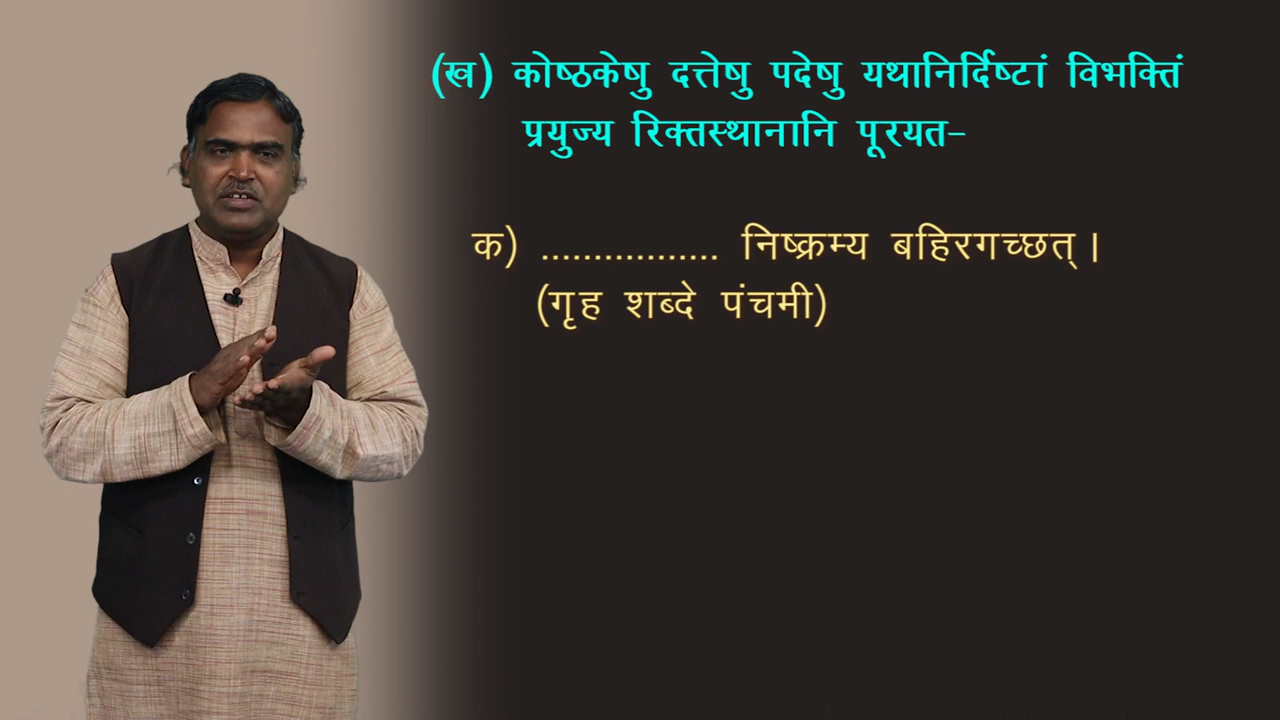 (ख) कोष्ठकेषु दत्तेषु पदेषु यथानिर्दिष्टां विभक्तिं
प्रयुज्य रिक्तस्थानानि पूरयत–
क) ................. निष्क्रम्य बहिरगच्छत् ।
(गृह शब्दे पंचमी)